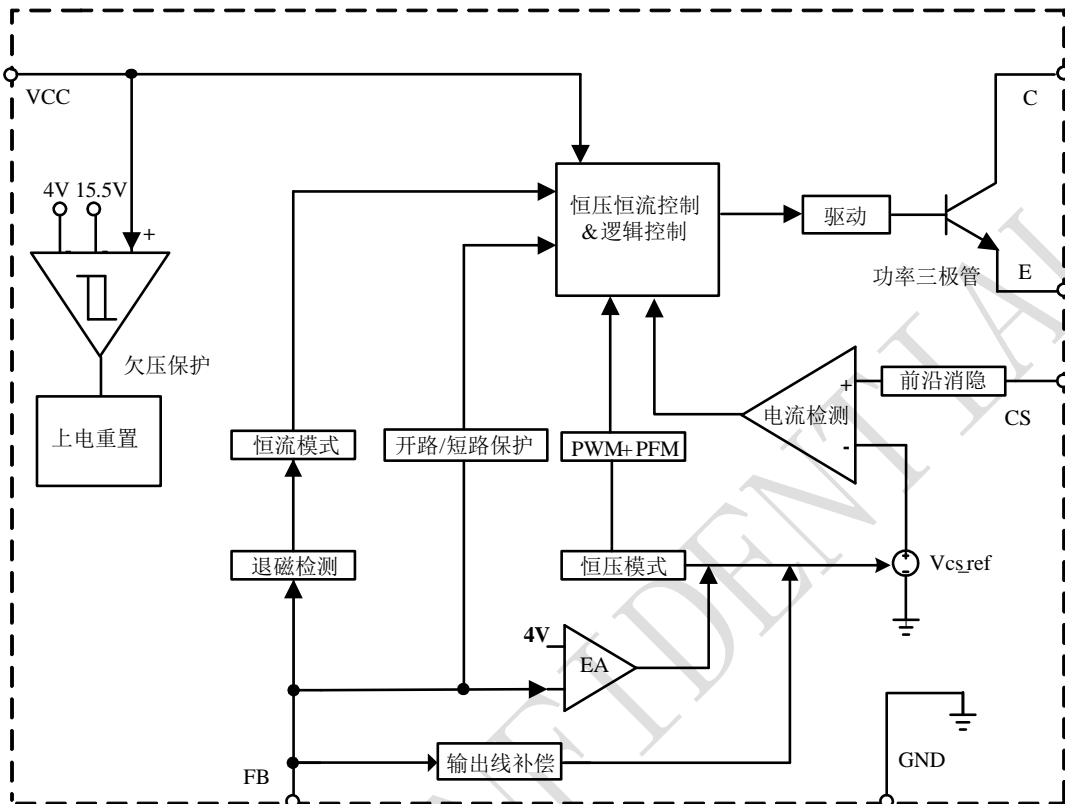 VCC
C
4V 15.5V
+
- -
恒压恒流控制
&逻辑控制
驱动
E
功率三极管
欠压保护
上电重置
恒流模式
开路/短路保护
PWM+PFM
+
电流检测
-
前沿消隐
CS
退磁检测
恒压模式
+
-
Vcs_ref
4V
EA
FB
输出线补偿
GND
FIDENTIAL